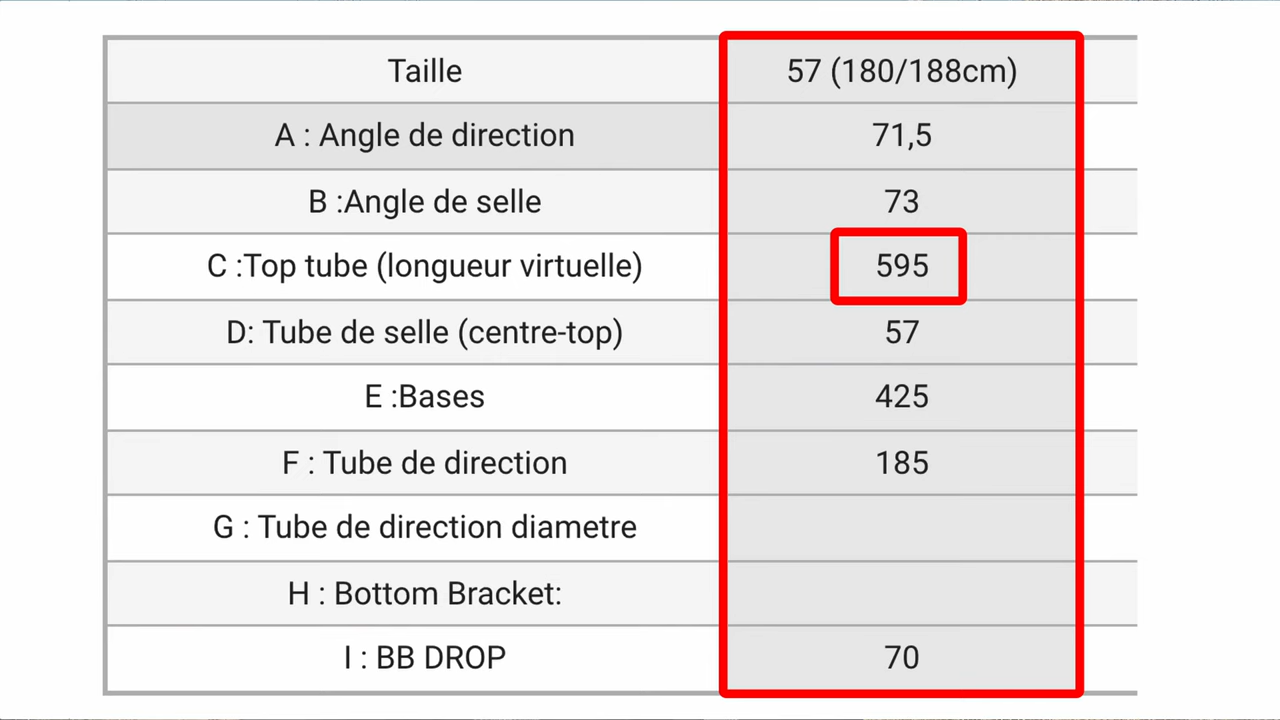 Taille 57 (180/188cm)
A : Angle de direction 71,5
B :Angle de selle 73
C :Top tube (longueur virtuelle) 595
D: Tube de selle (centre-top) 57
E :Bases 425
F : Tube de direction 185
G : Tube de direction diametre
H : Bottom Bracket:
I : BB DROP 70